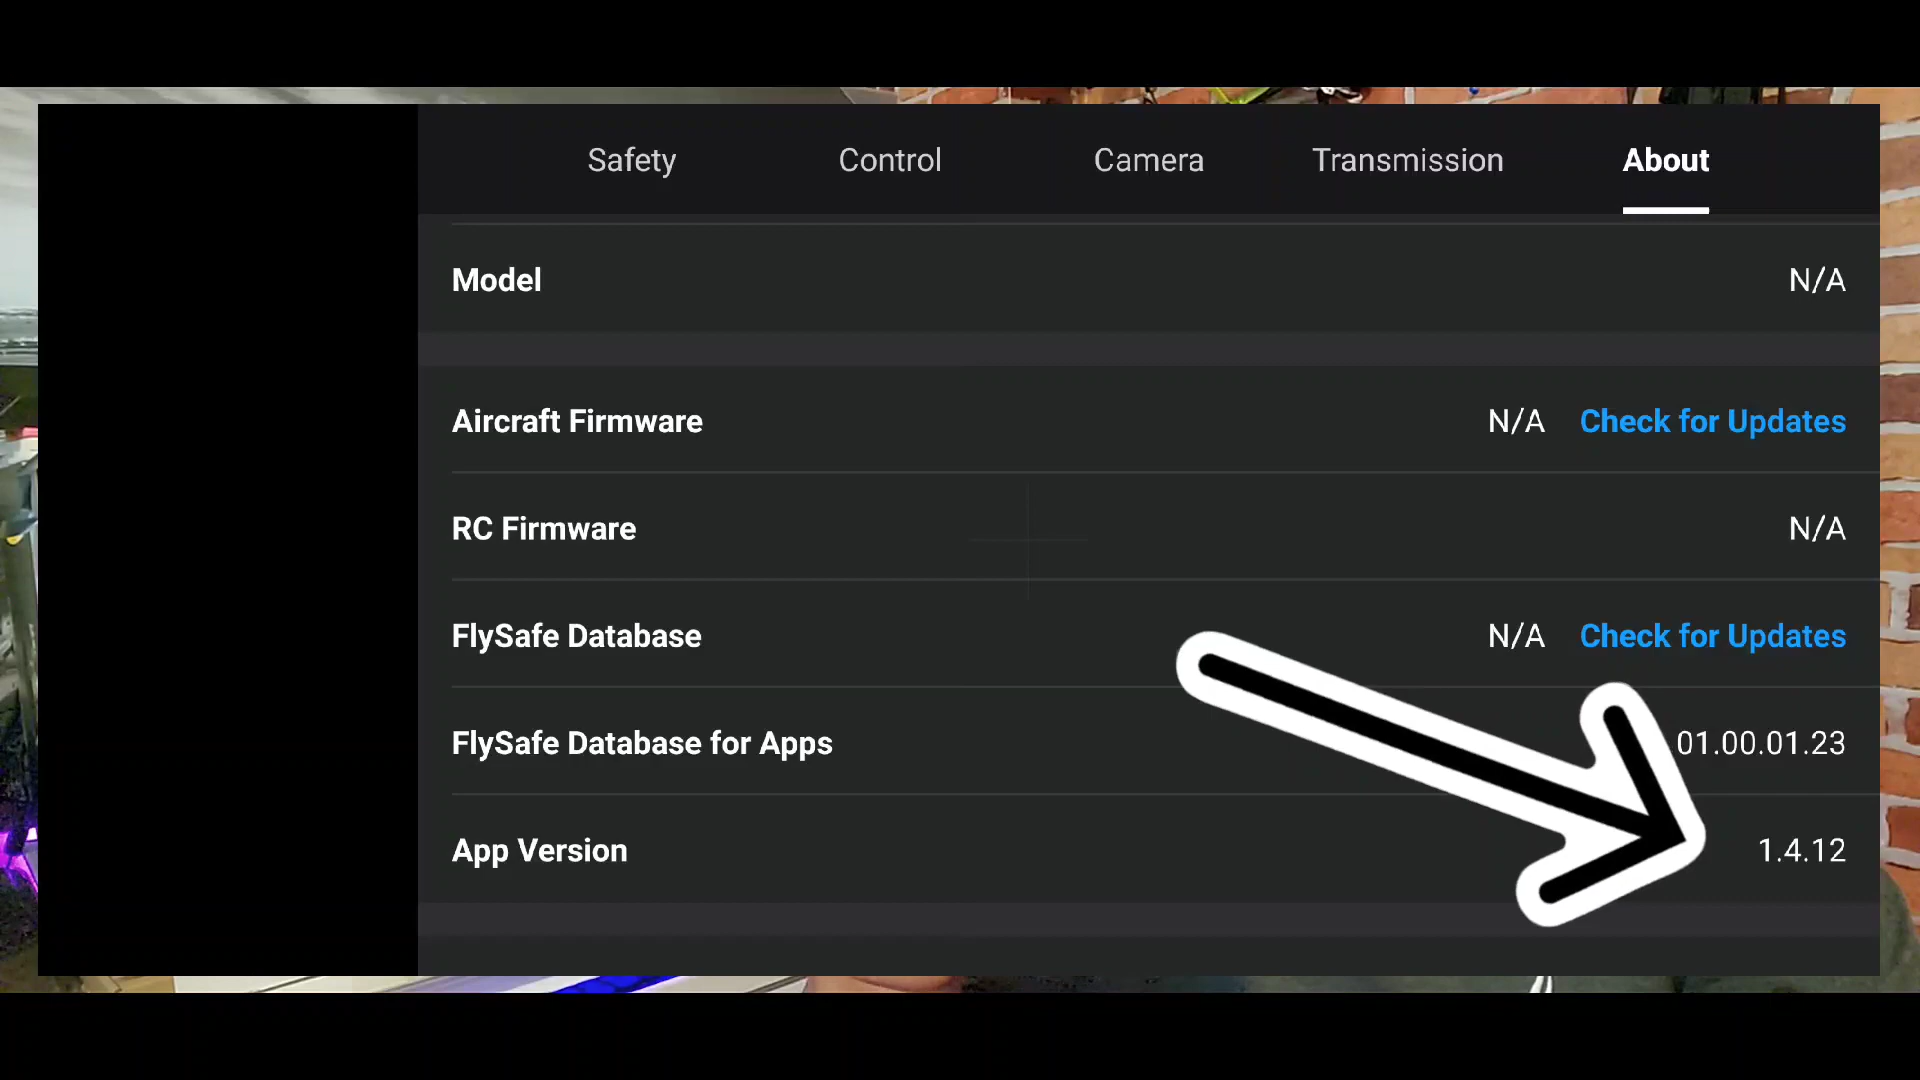 Safety Control Camera Transmission About
Model N/A
Aircraft Firmware N/A Check for Updates
RC Firmware N/A
FlySafe Database N/A Check for Updates
FlySafe Database for Apps 01.00.01.23
App Version 1.4.12